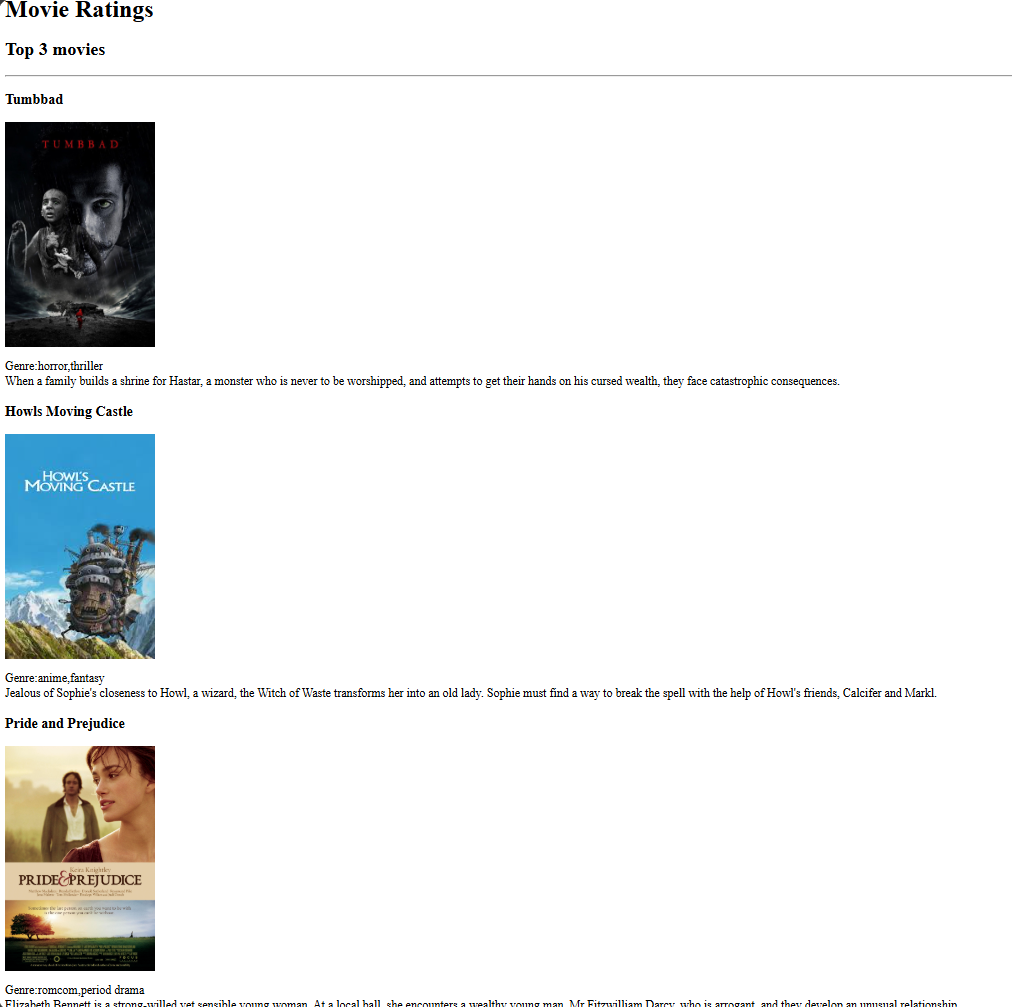 Movie Ratings
Top 3 movies
Tumbbad
TUMBBAD
Genre:horror,thriller
When a family builds a shrine for Hastar, a monster who is never to be worshipped, and attempts to get their hands on his cursed wealth, they face catastrophic consequences.
Howls Moving Castle
HOWL'S
MOVING CASTLE
Genre:anime,fantasy
Jealous of Sophie's closeness to Howl, a wizard, the Witch of Waste transforms her into an old lady. Sophie must find a way to break the spell with the help of Howl's friends, Calcifer and Markl.
Pride and Prejudice
Keira Knightley
PRIDE & PREJUDICE
Genre:romcom,period drama
Elizabeth Bennett is a strong-willed yet sensible young woman. At a local ball, she encounters a wealthy young man, Mr Fitzwilliam Darcy, who is arrogant, and they develop an unusual relationship.